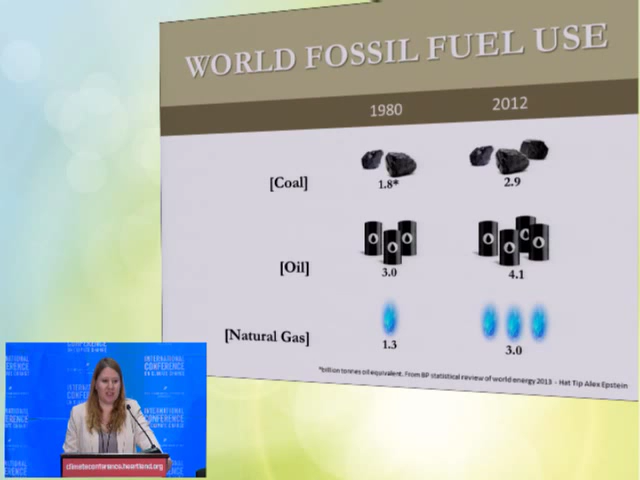 WORLD FOSSIL FUEL USE
1980 2012
[Coal] 1.8* 2.9
[Oil] 3.0 4.1
[Natural Gas] 1.3 3.0
*billion tonnes oil equivalent. From BP statistical review of world energy 2013 - Hat Tip Alex Epstein
INTERNATIONAL
CONFERENCE
climateconference.heartland.org